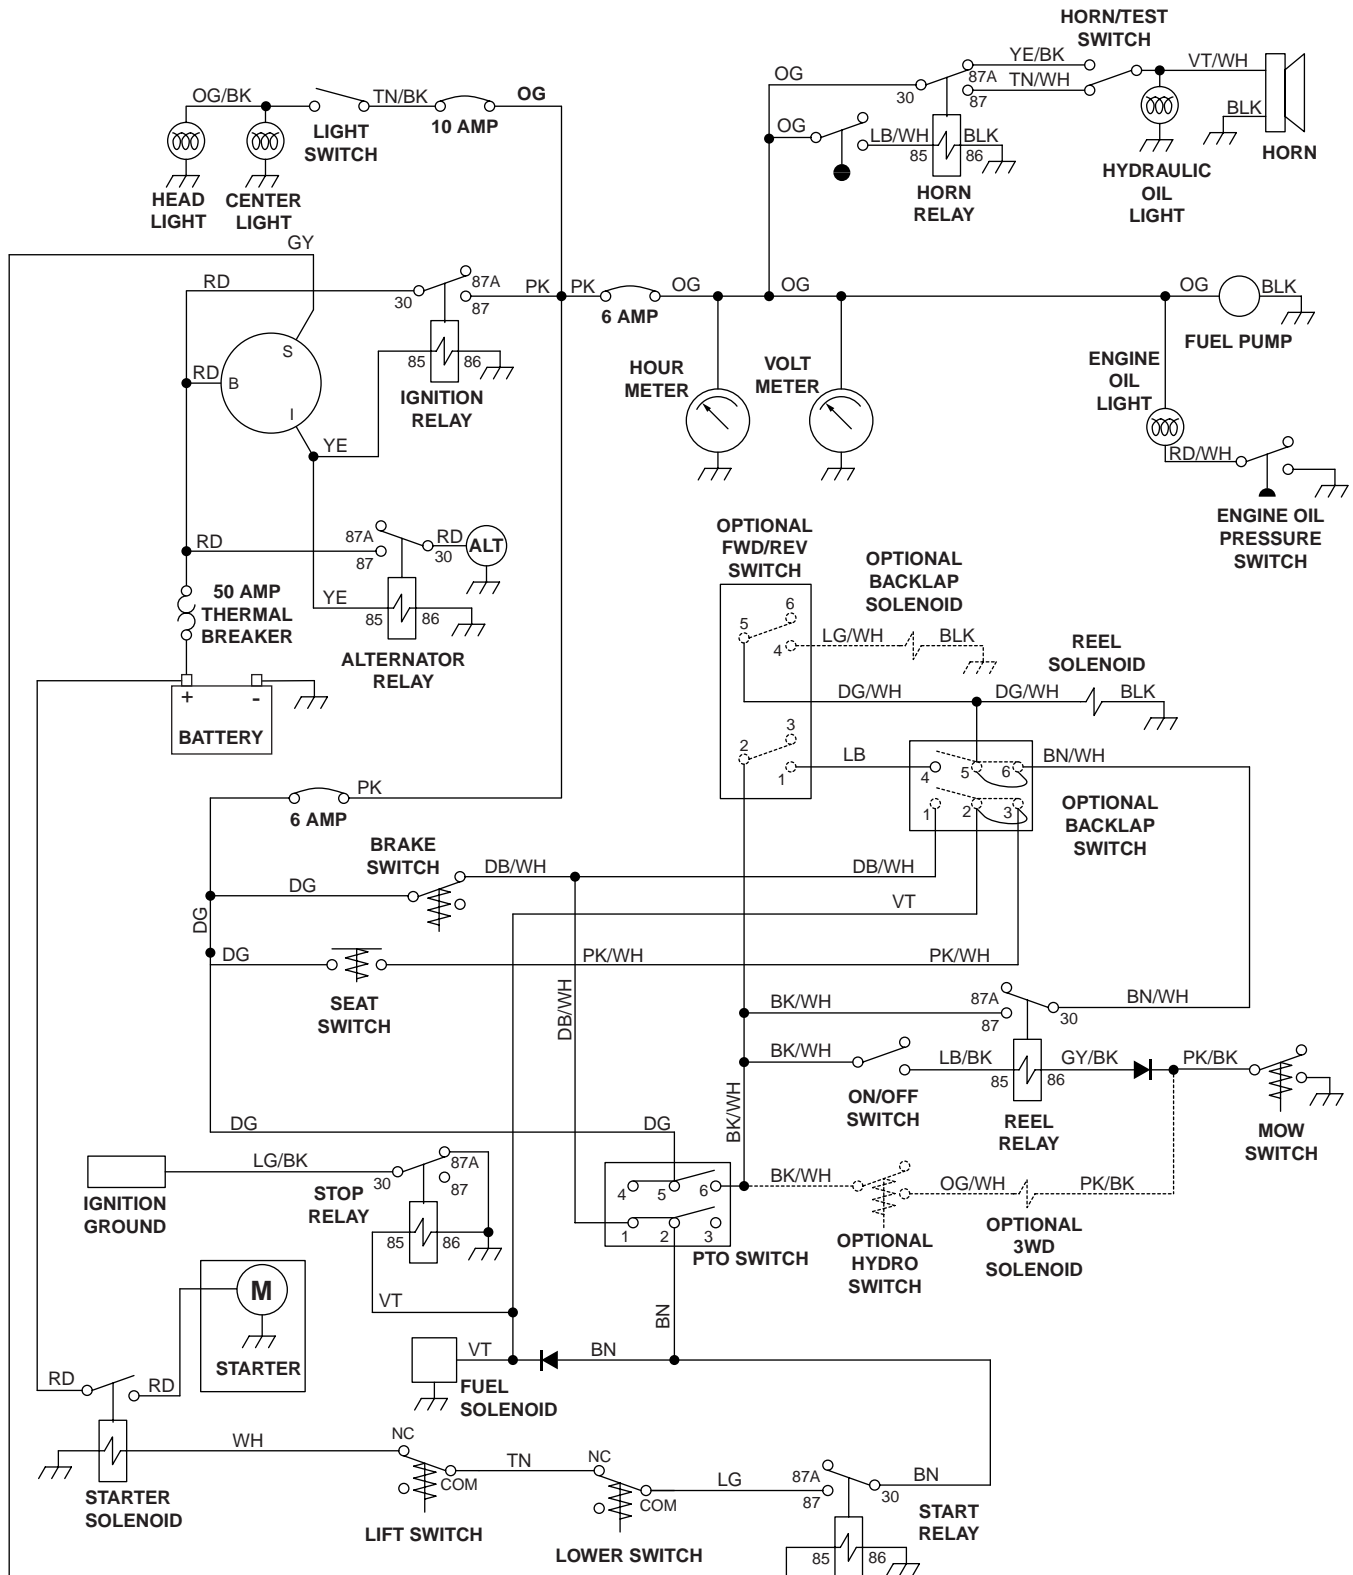 HORN/TEST
SWITCH
OG
YE/BK
VT/WH
87A
TN/WH
30
87
BLK
HORN
OG
LB/WH
BLK
85
86
HORN
RELAY
HYDRAULIC
OIL
LIGHT
OG/BK
TN/BK
OG
LIGHT
SWITCH
10 AMP
HEAD
LIGHT
CENTER
LIGHT
GY
RD
30
87A
87
PK
PK
6 AMP
OG
OG
OG
BLK
FUEL PUMP
S
RD
B
I
85
86
IGNITION
RELAY
YE
HOUR
METER
VOLT
METER
ENGINE
OIL
LIGHT
RD/WH
ENGINE OIL
PRESSURE
SWITCH
RD
87A
87
RD
30
ALT
50 AMP
THERMAL
BREAKER
YE
85
86
ALTERNATOR
RELAY
+
-
BATTERY
OPTIONAL
FWD/REV
SWITCH
OPTIONAL
BACKLAP
SOLENOID
6
5
4
LG/WH
BLK
REEL
SOLENOID
DG/WH
DG/WH
BLK
3
2
1
LB
4
5
6
BN/WH
1
2
3
OPTIONAL
BACKLAP
SWITCH
PK
6 AMP
BRAKE
SWITCH
DB/WH
DB/WH
DG
VT
DG
DG
PK/WH
PK/WH
SEAT
SWITCH
DB/WH
BK/WH
87A
87
30
BN/WH
BK/WH
LB/BK
GY/BK
PK/BK
85
86
ON/OFF
SWITCH
REEL
RELAY
MOW
SWITCH
BK/WH
DG
DG
LG/BK
30
87A
87
IGNITION
GROUND
STOP
RELAY
85
86
4
5
6
1
2
3
PTO SWITCH
BK/WH
OG/WH
PK/BK
OPTIONAL
HYDRO
SWITCH
OPTIONAL
3WD
SOLENOID
M
STARTER
VT
BN
VT
BN
FUEL
SOLENOID
RD
RD
WH
NC
COM
TN
NC
COM
LG
87A
87
30
BN
STARTER
SOLENOID
LIFT SWITCH
LOWER SWITCH
START
RELAY
85
86